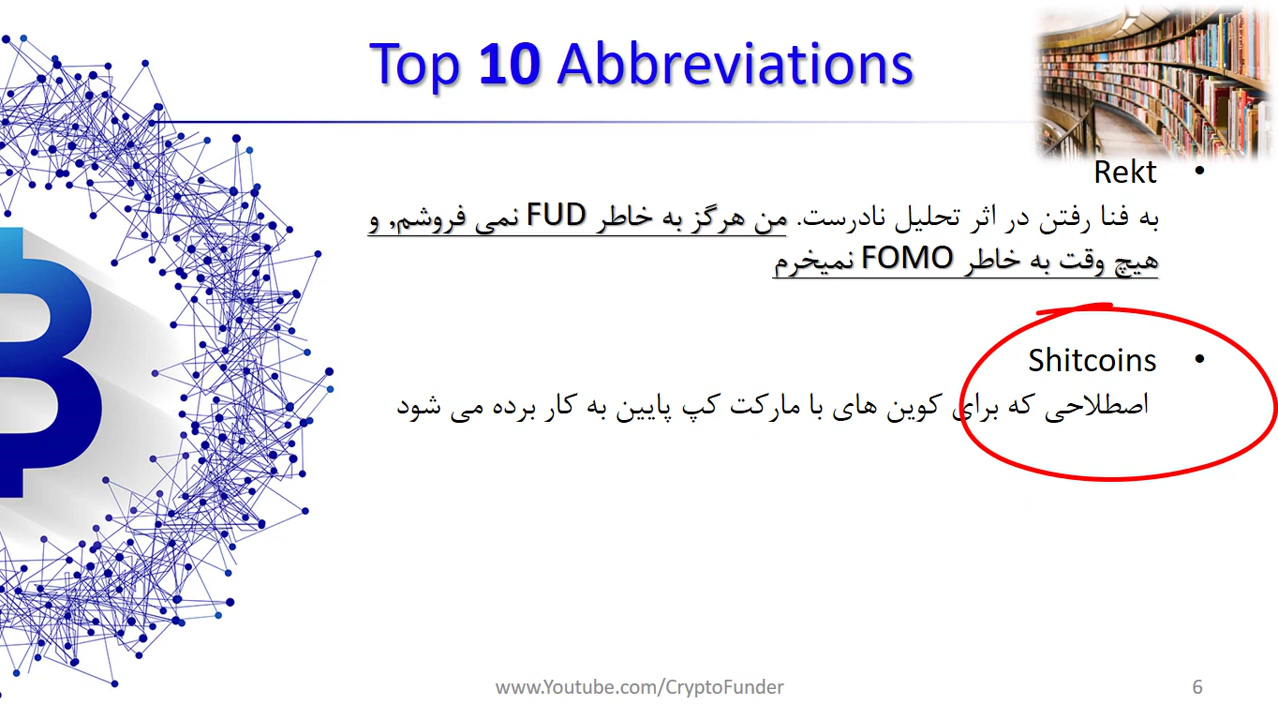 Top 10 Abbreviations
• Rekt
به فنا رفتن در اثر تحلیل نادرست. من هرگز به خاطر FUD نمی فروشم, و
هیچ وقت به خاطر FOMO نمیخرم
• Shitcoins
اصطلاحی که برای کوین های با مارکت کپ پایین به کار برده می شود
www.Youtube.com/CryptoFunder
6